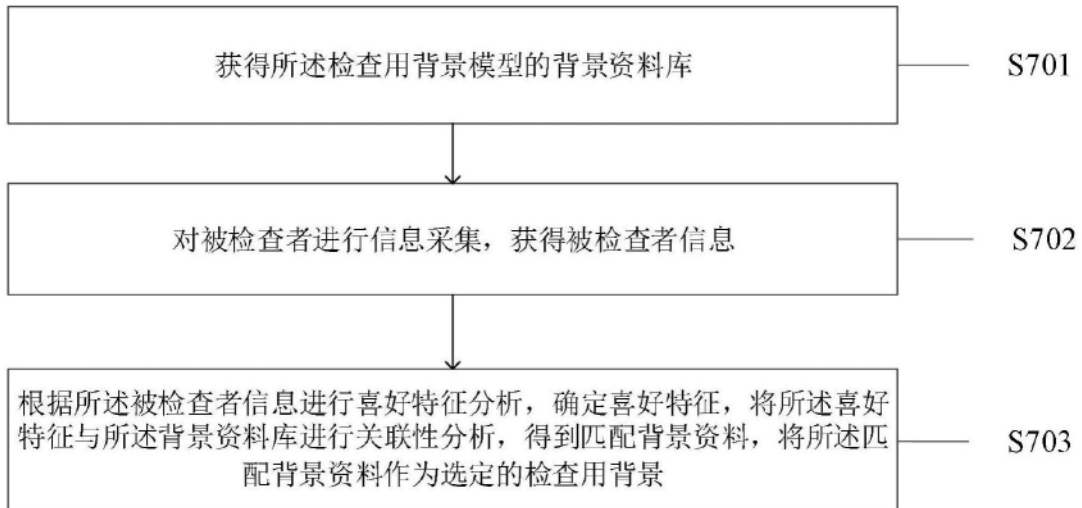 获得所述检查用背景模型的背景资料库
S701
对被检查者进行信息采集，获得被检查者信息
S702
根据所述被检查者信息进行喜好特征分析，确定喜好特征，将所述喜好
特征与所述背景资料库进行关联性分析，得到匹配背景资料，将所述匹
配背景资料作为选定的检查用背景
S703